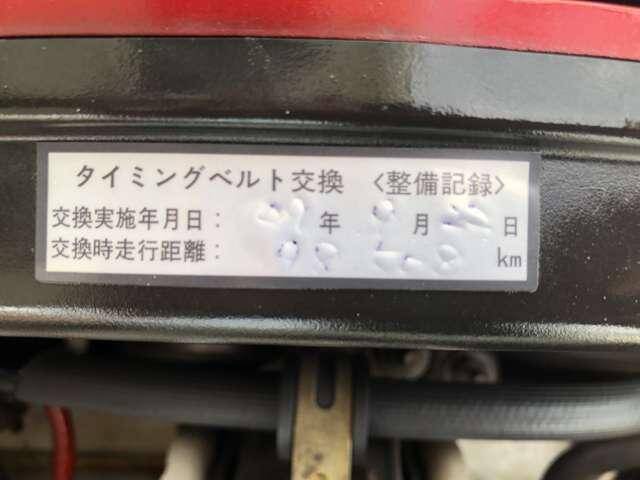 タイミングベルト交換 〈整備記録〉
交換実施年月日： 年 月 日
交換時走行距離： km